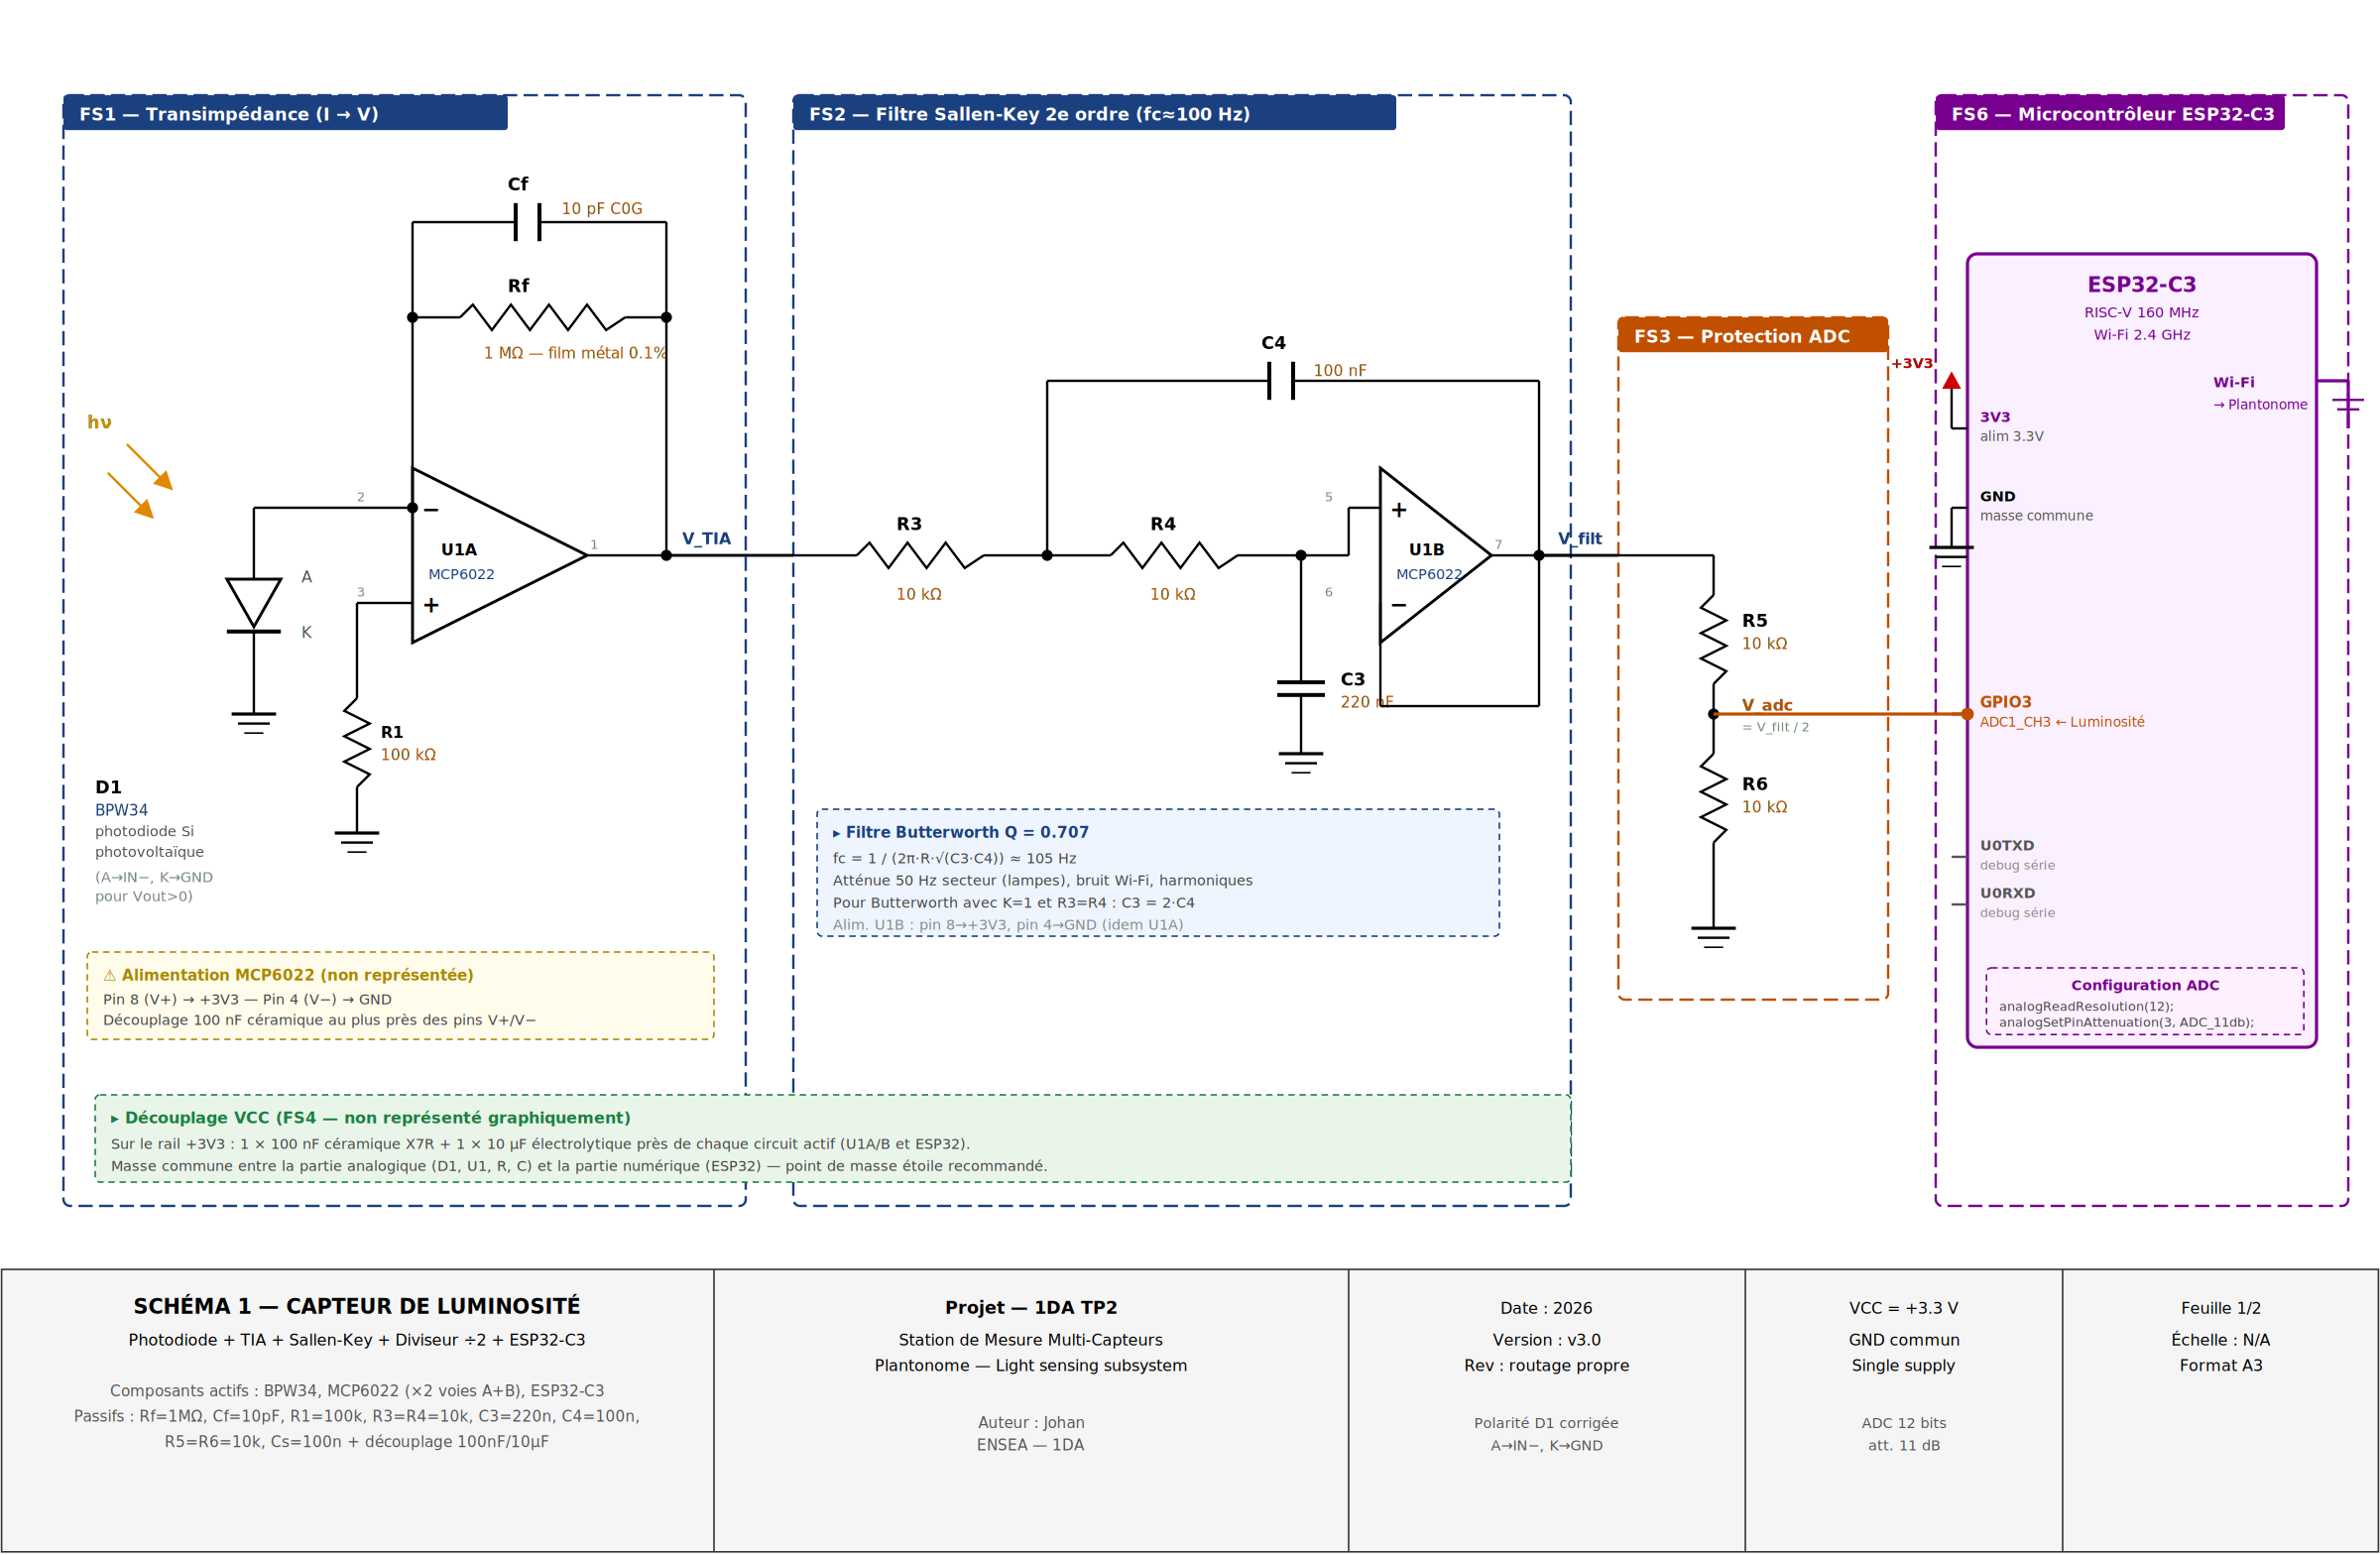 FS1 — Transimpédance (I → V)
Cf
10 pF C0G
Rf
1 MΩ — film métal 0.1%
hν
2
−
U1A
MCP6022
1
3
+
A
K
V_TIA
R1
100 kΩ
D1
BPW34
photodiode Si
photovoltaïque
(A→IN−, K→GND
pour Vout>0)
⚠ Alimentation MCP6022 (non représentée)
Pin 8 (V+) → +3V3 — Pin 4 (V−) → GND
Découplage 100 nF céramique au plus près des pins V+/V−
FS2 — Filtre Sallen-Key 2e ordre (fc≈100 Hz)
C4
100 nF
R3
10 kΩ
R4
10 kΩ
5
+
U1B
MCP6022
7
6
−
V_filt
C3
220 nF
▸ Filtre Butterworth Q = 0.707
fc = 1 / (2π·R·√(C3·C4)) ≈ 105 Hz
Atténue 50 Hz secteur (lampes), bruit Wi-Fi, harmoniques
Pour Butterworth avec K=1 et R3=R4 : C3 = 2·C4
Alim. U1B : pin 8→+3V3, pin 4→GND (idem U1A)
▸ Découplage VCC (FS4 — non représenté graphiquement)
Sur le rail +3V3 : 1 × 100 nF céramique X7R + 1 × 10 µF électrolytique près de chaque circuit actif (U1A/B et ESP32).
Masse commune entre la partie analogique (D1, U1, R, C) et la partie numérique (ESP32) — point de masse étoile recommandé.
FS3 — Protection ADC
R5
10 kΩ
V_adc
= V_filt / 2
R6
10 kΩ
FS6 — Microcontrôleur ESP32-C3
ESP32-C3
RISC-V 160 MHz
Wi-Fi 2.4 GHz
+3V3
Wi-Fi
→ Plantonome
3V3
alim 3.3V
GND
masse commune
GPIO3
ADC1_CH3 ← Luminosité
U0TXD
debug série
U0RXD
debug série
Configuration ADC
analogReadResolution(12);
analogSetPinAttenuation(3, ADC_11db);
SCHÉMA 1 — CAPTEUR DE LUMINOSITÉ
Photodiode + TIA + Sallen-Key + Diviseur ÷2 + ESP32-C3
Composants actifs : BPW34, MCP6022 (×2 voies A+B), ESP32-C3
Passifs : Rf=1MΩ, Cf=10pF, R1=100k, R3=R4=10k, C3=220n, C4=100n,
R5=R6=10k, Cs=100n + découplage 100nF/10µF
Projet — 1DA TP2
Station de Mesure Multi-Capteurs
Plantonome — Light sensing subsystem
Auteur : Johan
ENSEA — 1DA
Date : 2026
Version : v3.0
Rev : routage propre
Polarité D1 corrigée
A→IN−, K→GND
VCC = +3.3 V
GND commun
Single supply
ADC 12 bits
att. 11 dB
Feuille 1/2
Échelle : N/A
Format A3